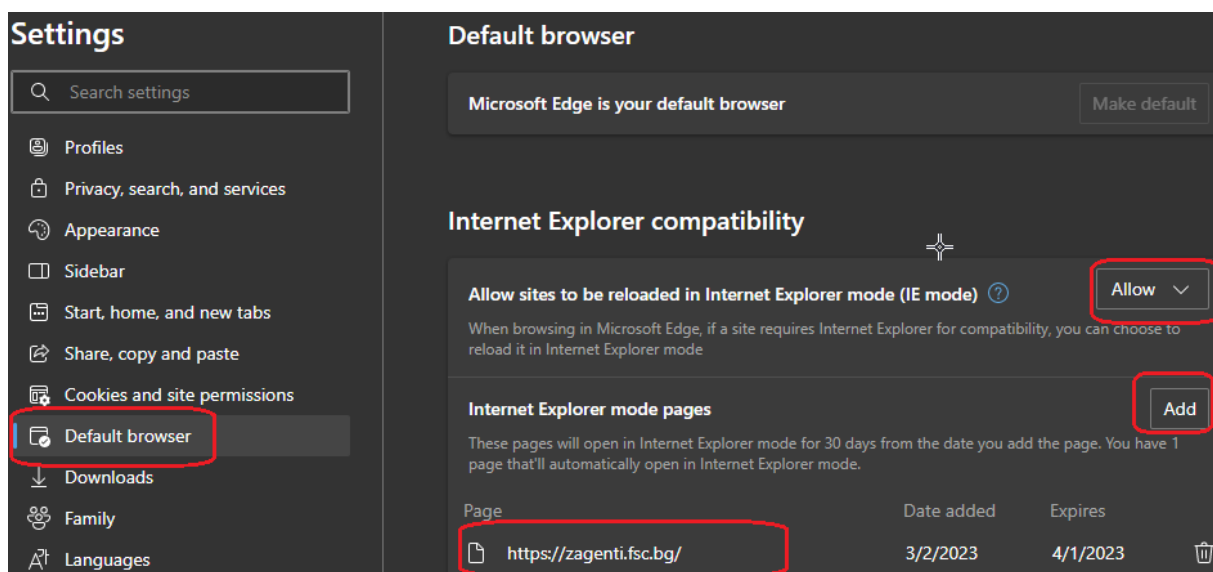 Settings
Search settings
Profiles
Privacy, search, and services
Appearance
Sidebar
Start, home, and new tabs
Share, copy and paste
Cookies and site permissions
Default browser
Downloads
Family
Languages
Default browser
Microsoft Edge is your default browser
Make default
Internet Explorer compatibility
Allow sites to be reloaded in Internet Explorer mode (IE mode)
Allow
When browsing in Microsoft Edge, if a site requires Internet Explorer for compatibility, you can choose to
reload it in Internet Explorer mode
Internet Explorer mode pages
Add
These pages will open in Internet Explorer mode for 30 days from the date you add the page. You have 1
page that'll automatically open in Internet Explorer mode.
Page Date added Expires
https://zagenti.fsc.bg/ 3/2/2023 4/1/2023